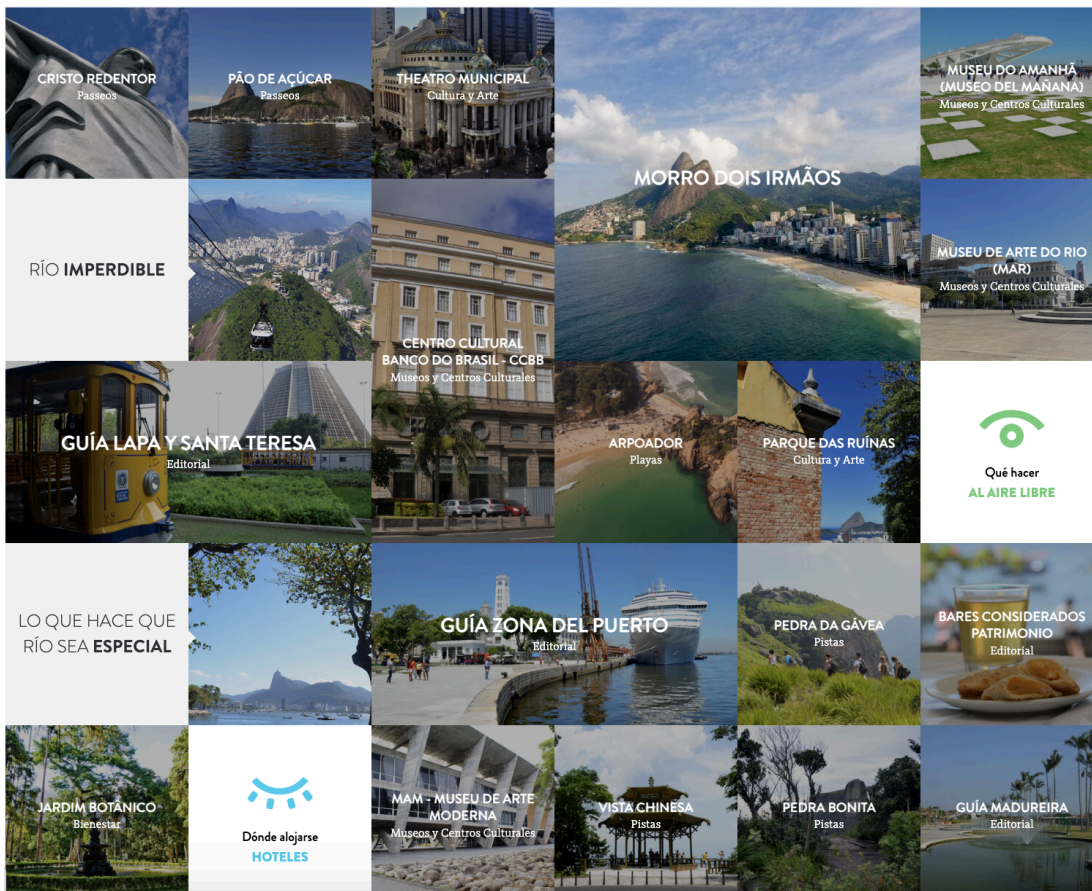 CRISTO REDENTOR
Passeos
PÃO DE AÇÚCAR
Passeos
THEATRO MUNICIPAL
Cultura y Arte
MORRO DOIS IRMÃOS
MUSEU DO AMANHÃ
(MUSEO DEL MAÑANA)
Museos y Centros Culturales
RÍO IMPERDIBLE
CENTRO CULTURAL
BANCO DO BRASIL - CCBB
Museos y Centros Culturales
MUSEU DE ARTE DO RIO
(MAR)
Museos y Centros Culturales
GUÍA LAPA Y SANTA TERESA
Editorial
ARPOADOR
Playas
PARQUE DAS RUÍNAS
Cultura y Arte
Qué hacer
AL AIRE LIBRE
LO QUE HACE QUE
RÍO SEA ESPECIAL
GUÍA ZONA DEL PUERTO
Editorial
PEDRA DA GÁVEA
Pistas
BARES CONSIDERADOS
PATRIMONIO
Editorial
JARDIM BOTÂNICO
Bienestar
Dónde alojarse
HOTELES
MAM - MUSEU DE ARTE
MODERNA
Museos y Centros Culturales
VISTA CHINESA
Pistas
PEDRA BONITA
Pistas
GUÍA MADUREIRA
Editorial